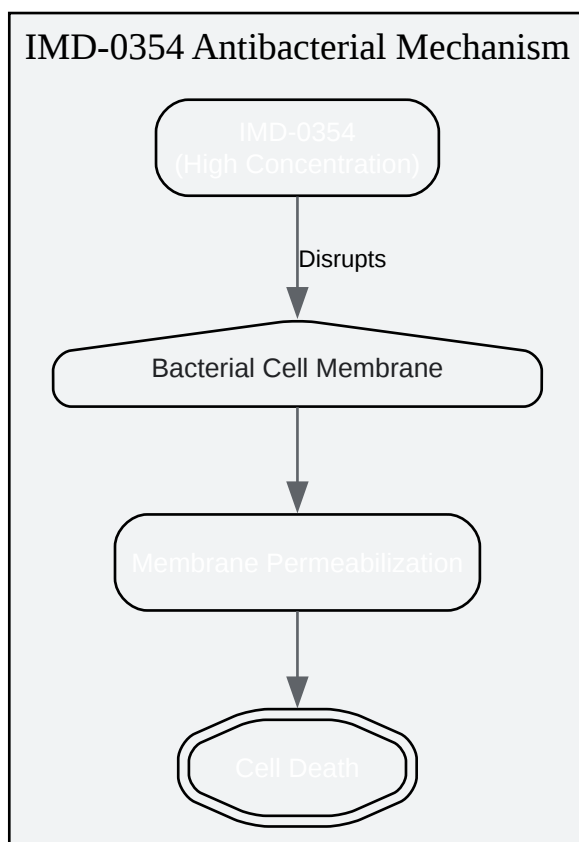 IMD-0354 Antibacterial Mechanism
IMD-0354
(High Concentration)
Disrupts
Bacterial Cell Membrane
Membrane Permeabilization
Cell Death